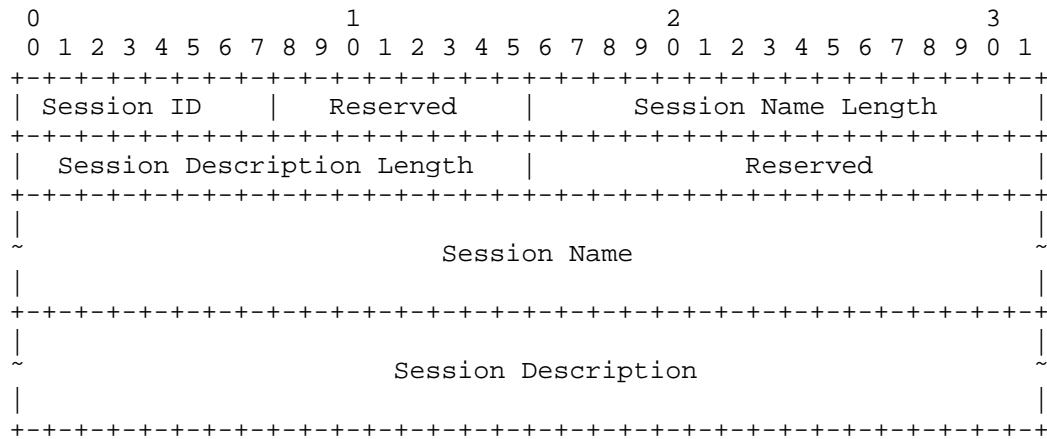 0                   1                   2                   3
 0 1 2 3 4 5 6 7 8 9 0 1 2 3 4 5 6 7 8 9 0 1 2 3 4 5 6 7 8 9 0 1
+-+-+-+-+-+-+-+-+-+-+-+-+-+-+-+-+-+-+-+-+-+-+-+-+-+-+-+-+-+-+-+-+
|  Session ID   |   Reserved    |      Session Name Length      |
+-+-+-+-+-+-+-+-+-+-+-+-+-+-+-+-+-+-+-+-+-+-+-+-+-+-+-+-+-+-+-+-+
|  Session Description Length   |             Reserved          |
+-+-+-+-+-+-+-+-+-+-+-+-+-+-+-+-+-+-+-+-+-+-+-+-+-+-+-+-+-+-+-+-+
|                                                               |
~                          Session Name                         ~
|                                                               |
+-+-+-+-+-+-+-+-+-+-+-+-+-+-+-+-+-+-+-+-+-+-+-+-+-+-+-+-+-+-+-+-+
|                                                               |
~                       Session Description                     ~
|                                                               |
+-+-+-+-+-+-+-+-+-+-+-+-+-+-+-+-+-+-+-+-+-+-+-+-+-+-+-+-+-+-+-+-+